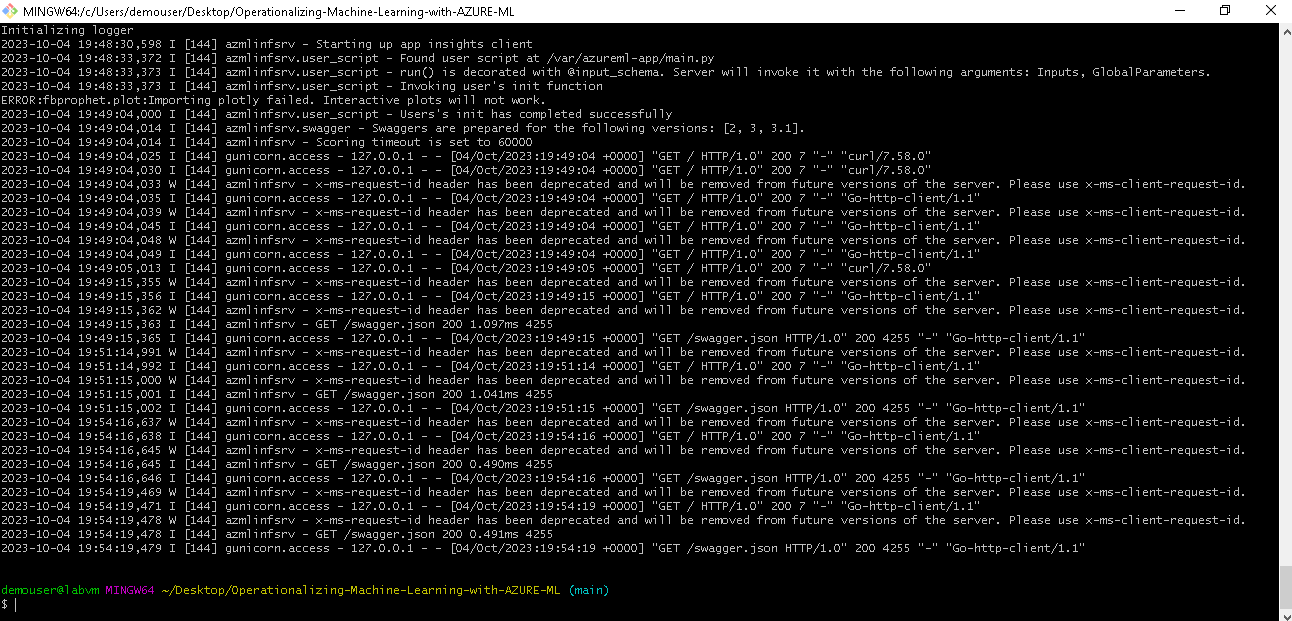 MINGW64:/c/Users/demouser/Desktop/Operationalizing-Machine-Learning-with-AZURE-ML
Initializing logger
2023-10-04 19:48:30,598 I [144] azmlinfsrv - Starting up app insights client
2023-10-04 19:48:33,372 I [144] azmlinfsrv.user_script - Found user script at /var/azureml-app/main.py
2023-10-04 19:48:33,373 I [144] azmlinfsrv.user_script - run() is decorated with @input_schema. Server will invoke it with the following arguments: Inputs, GlobalParameters.
2023-10-04 19:48:33,373 I [144] azmlinfsrv.user_script - Invoking user's init function
ERROR:fbprophet.plot:Importing plotly failed. Interactive plots will not work.
2023-10-04 19:49:04,000 I [144] azmlinfsrv.user_script - Users's init has completed successfully
2023-10-04 19:49:04,014 I [144] azmlinfsrv.swagger - Swaggers are prepared for the following versions: [2, 3, 3.1].
2023-10-04 19:49:04,014 I [144] azmlinfsrv - Scoring timeout is set to 60000
2023-10-04 19:49:04,025 I [144] gunicorn.access - 127.0.0.1 - - [04/Oct/2023:19:49:04 +0000] "GET / HTTP/1.0" 200 7 "-" "curl/7.58.0"
2023-10-04 19:49:04,030 I [144] gunicorn.access - 127.0.0.1 - - [04/Oct/2023:19:49:04 +0000] "GET / HTTP/1.0" 200 7 "-" "curl/7.58.0"
2023-10-04 19:49:04,033 W [144] azmlinfsrv - x-ms-request-id header has been deprecated and will be removed from future versions of the server. Please use x-ms-client-request-id.
2023-10-04 19:49:04,035 I [144] gunicorn.access - 127.0.0.1 - - [04/Oct/2023:19:49:04 +0000] "GET / HTTP/1.0" 200 7 "-" "Go-http-client/1.1"
2023-10-04 19:49:04,039 W [144] azmlinfsrv - x-ms-request-id header has been deprecated and will be removed from future versions of the server. Please use x-ms-client-request-id.
2023-10-04 19:49:04,045 I [144] gunicorn.access - 127.0.0.1 - - [04/Oct/2023:19:49:04 +0000] "GET / HTTP/1.0" 200 7 "-" "Go-http-client/1.1"
2023-10-04 19:49:04,048 W [144] azmlinfsrv - x-ms-request-id header has been deprecated and will be removed from future versions of the server. Please use x-ms-client-request-id.
2023-10-04 19:49:04,049 I [144] gunicorn.access - 127.0.0.1 - - [04/Oct/2023:19:49:04 +0000] "GET / HTTP/1.0" 200 7 "-" "Go-http-client/1.1"
2023-10-04 19:49:05,013 I [144] gunicorn.access - 127.0.0.1 - - [04/Oct/2023:19:49:05 +0000] "GET / HTTP/1.0" 200 7 "-" "curl/7.58.0"
2023-10-04 19:49:15,355 W [144] azmlinfsrv - x-ms-request-id header has been deprecated and will be removed from future versions of the server. Please use x-ms-client-request-id.
2023-10-04 19:49:15,356 I [144] gunicorn.access - 127.0.0.1 - - [04/Oct/2023:19:49:15 +0000] "GET / HTTP/1.0" 200 7 "-" "Go-http-client/1.1"
2023-10-04 19:49:15,362 W [144] azmlinfsrv - x-ms-request-id header has been deprecated and will be removed from future versions of the server. Please use x-ms-client-request-id.
2023-10-04 19:49:15,363 I [144] azmlinfsrv - GET /swagger.json 200 1.097ms 4255
2023-10-04 19:49:15,365 I [144] gunicorn.access - 127.0.0.1 - - [04/Oct/2023:19:49:15 +0000] "GET /swagger.json HTTP/1.0" 200 4255 "-" "Go-http-client/1.1"
2023-10-04 19:51:14,991 W [144] azmlinfsrv - x-ms-request-id header has been deprecated and will be removed from future versions of the server. Please use x-ms-client-request-id.
2023-10-04 19:51:14,992 I [144] gunicorn.access - 127.0.0.1 - - [04/Oct/2023:19:51:14 +0000] "GET / HTTP/1.0" 200 7 "-" "Go-http-client/1.1"
2023-10-04 19:51:15,000 W [144] azmlinfsrv - x-ms-request-id header has been deprecated and will be removed from future versions of the server. Please use x-ms-client-request-id.
2023-10-04 19:51:15,001 I [144] azmlinfsrv - GET /swagger.json 200 1.041ms 4255
2023-10-04 19:51:15,002 I [144] gunicorn.access - 127.0.0.1 - - [04/Oct/2023:19:51:15 +0000] "GET /swagger.json HTTP/1.0" 200 4255 "-" "Go-http-client/1.1"
2023-10-04 19:54:16,637 W [144] azmlinfsrv - x-ms-request-id header has been deprecated and will be removed from future versions of the server. Please use x-ms-client-request-id.
2023-10-04 19:54:16,638 I [144] gunicorn.access - 127.0.0.1 - - [04/Oct/2023:19:54:16 +0000] "GET / HTTP/1.0" 200 7 "-" "Go-http-client/1.1"
2023-10-04 19:54:16,645 W [144] azmlinfsrv - x-ms-request-id header has been deprecated and will be removed from future versions of the server. Please use x-ms-client-request-id.
2023-10-04 19:54:16,645 I [144] azmlinfsrv - GET /swagger.json 200 0.490ms 4255
2023-10-04 19:54:16,646 I [144] gunicorn.access - 127.0.0.1 - - [04/Oct/2023:19:54:16 +0000] "GET /swagger.json HTTP/1.0" 200 4255 "-" "Go-http-client/1.1"
2023-10-04 19:54:19,469 W [144] azmlinfsrv - x-ms-request-id header has been deprecated and will be removed from future versions of the server. Please use x-ms-client-request-id.
2023-10-04 19:54:19,471 I [144] gunicorn.access - 127.0.0.1 - - [04/Oct/2023:19:54:19 +0000] "GET / HTTP/1.0" 200 7 "-" "Go-http-client/1.1"
2023-10-04 19:54:19,478 W [144] azmlinfsrv - x-ms-request-id header has been deprecated and will be removed from future versions of the server. Please use x-ms-client-request-id.
2023-10-04 19:54:19,478 I [144] azmlinfsrv - GET /swagger.json 200 0.491ms 4255
2023-10-04 19:54:19,479 I [144] gunicorn.access - 127.0.0.1 - - [04/Oct/2023:19:54:19 +0000] "GET /swagger.json HTTP/1.0" 200 4255 "-" "Go-http-client/1.1"
demouser@labvm MINGW64 ~/Desktop/Operationalizing-Machine-Learning-with-AZURE-ML (main)
$